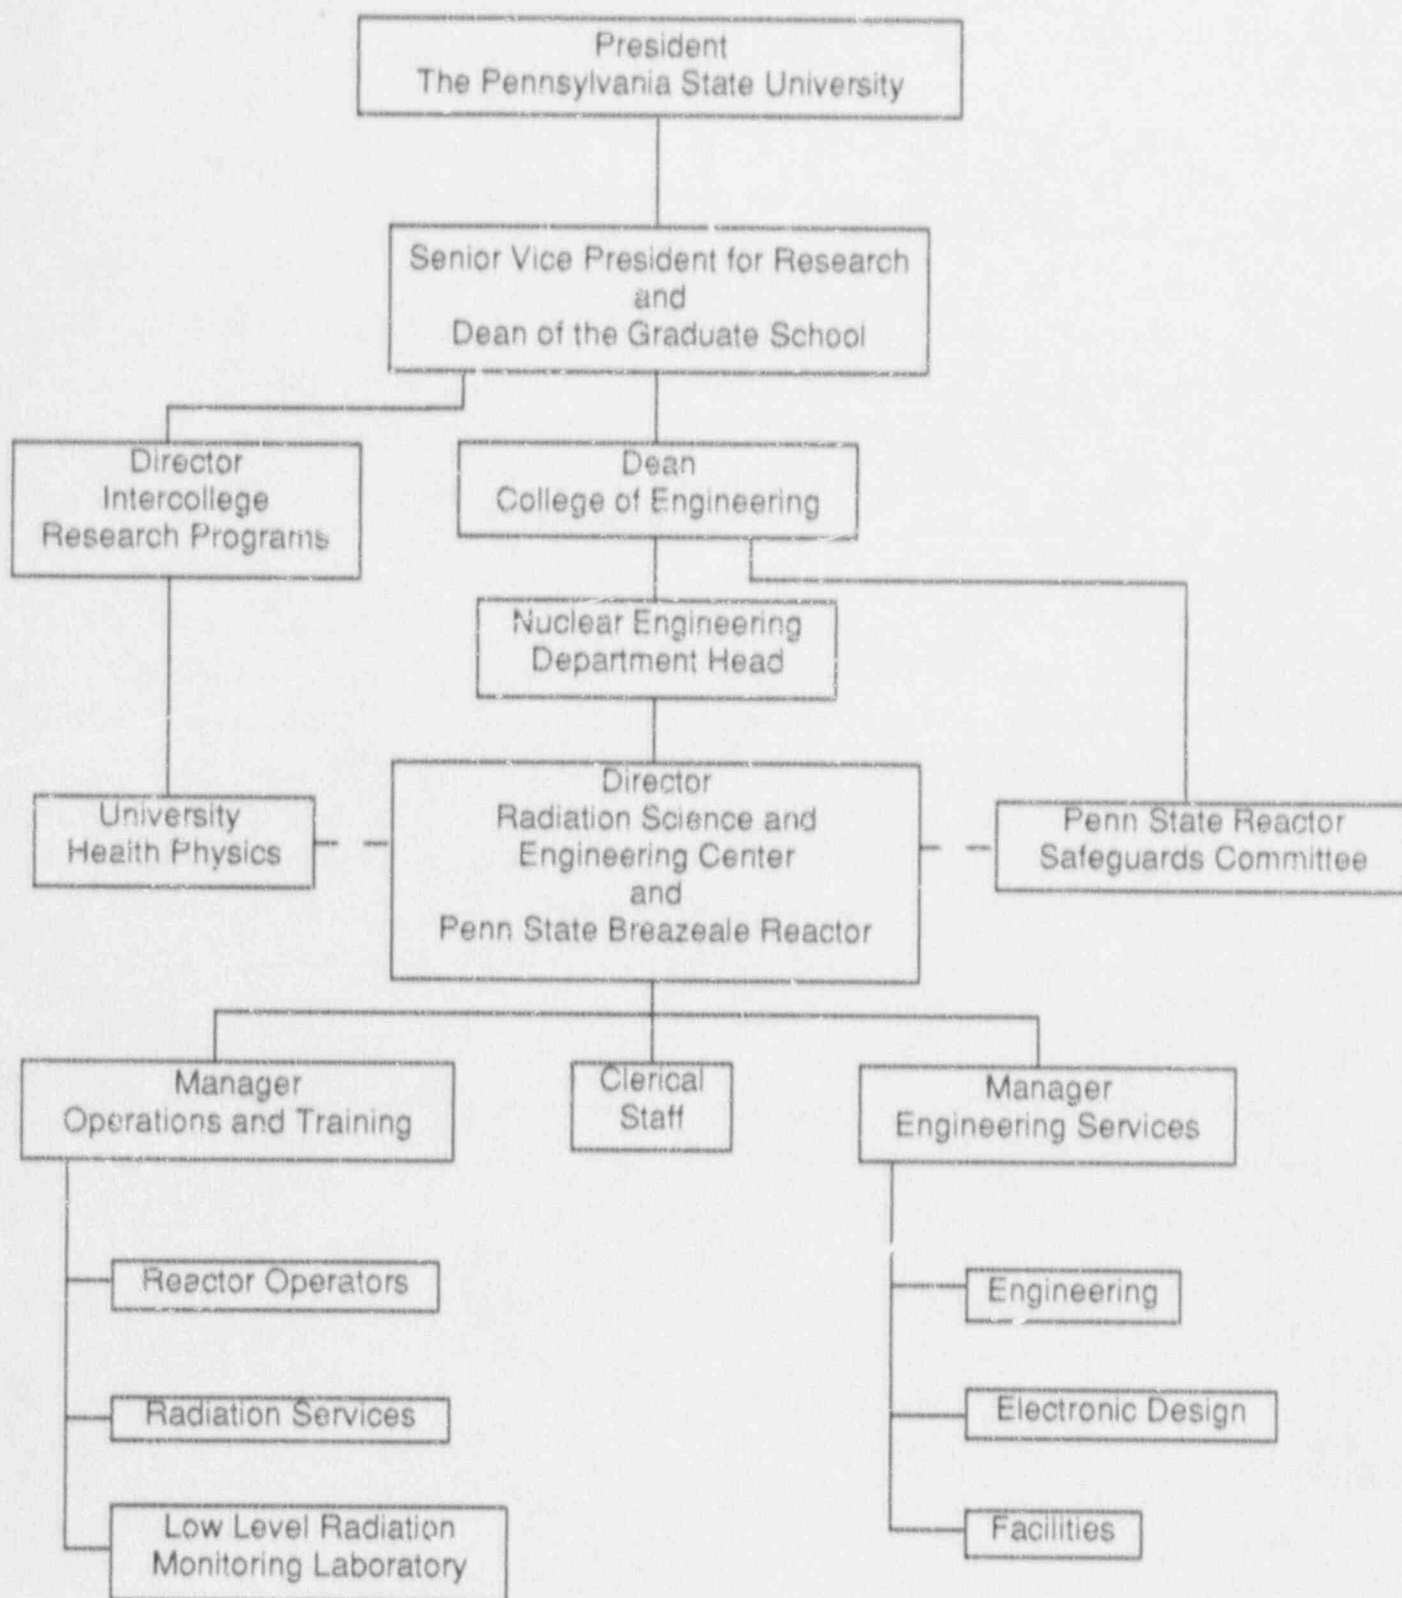 President
The Pennsylvania State University
Senior Vice President for Research
and
Dean of the Graduate School
Director
Intercollege
Research Programs
Dean
College of Engineering
Nuclear Engineering
Department Head
University
Health Physics
Director
Radiation Science and
Engineering Center
and
Penn State Breazeale Reactor
Penn State Reactor
Safeguards Committee
Manager
Operations and Training
Clerical
Staff
Manager
Engineering Services
Reactor Operators
Radiation Services
Low Level Radiation
Monitoring Laboratory
Engineering
Electronic Design
Facilities